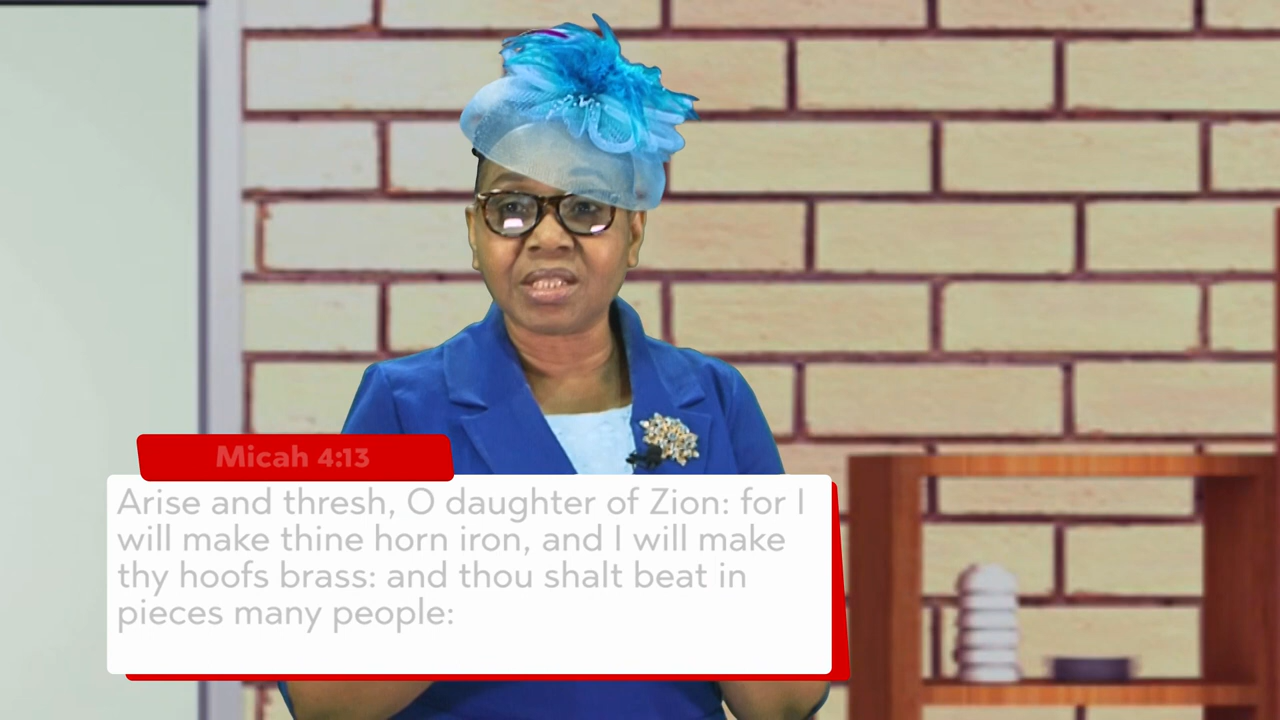 Micah 4:13
Arise and thresh, O daughter of Zion: for I
will make thine horn iron, and I will make
thy hoofs brass: and thou shalt beat in
pieces many people: